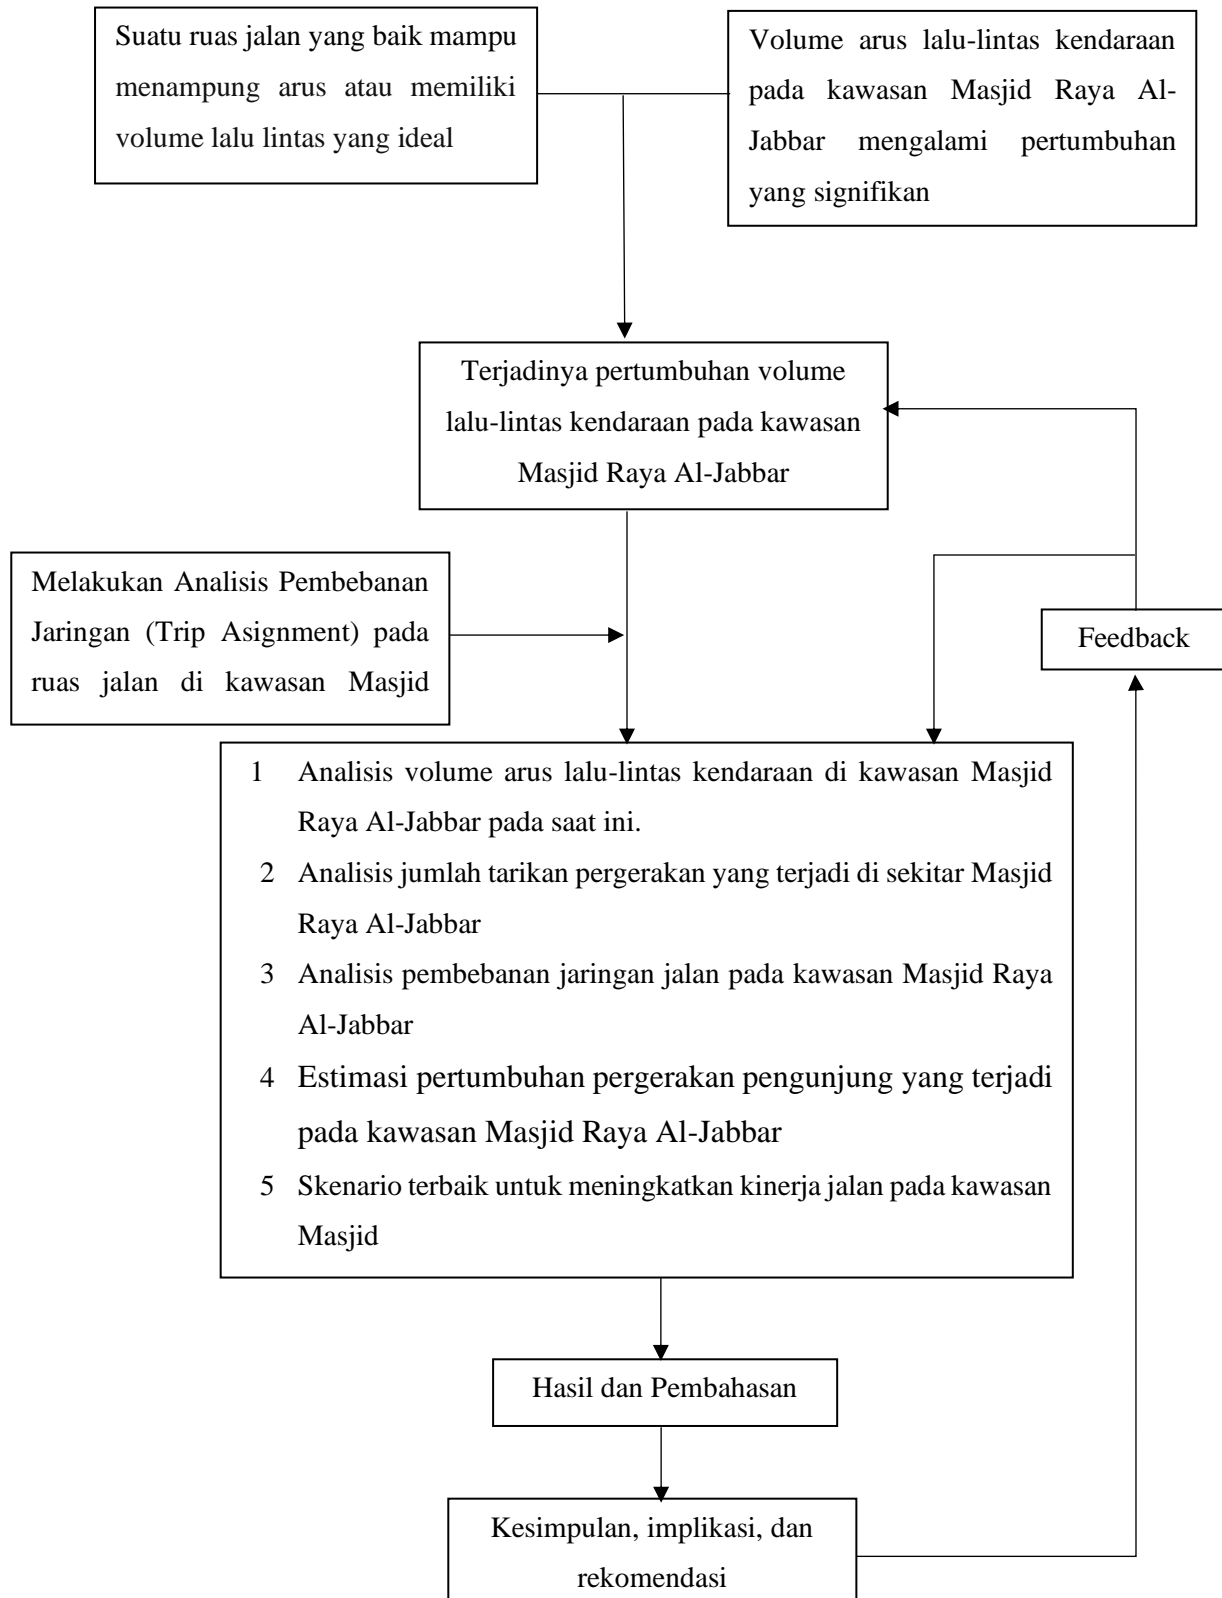 Suatu ruas jalan yang baik mampu
menampung arus atau memiliki
volume lalu lintas yang ideal
Volume arus lalu-lintas kendaraan
pada kawasan Masjid Raya Al-
Jabbar mengalami pertumbuhan
yang signifikan
Terjadinya pertumbuhan volume
lalu-lintas kendaraan pada kawasan
Masjid Raya Al-Jabbar
Melakukan Analisis Pembebanan
Jaringan (Trip Asignment) pada
ruas jalan di kawasan Masjid
Feedback
1 Analisis volume arus lalu-lintas kendaraan di kawasan Masjid
Raya Al-Jabbar pada saat ini.
2 Analisis jumlah tarikan pergerakan yang terjadi di sekitar Masjid
Raya Al-Jabbar
3 Analisis pembebanan jaringan jalan pada kawasan Masjid Raya
Al-Jabbar
4 Estimasi pertumbuhan pergerakan pengunjung yang terjadi
pada kawasan Masjid Raya Al-Jabbar
5 Skenario terbaik untuk meningkatkan kinerja jalan pada kawasan
Masjid
Hasil dan Pembahasan
Kesimpulan, implikasi, dan
rekomendasi